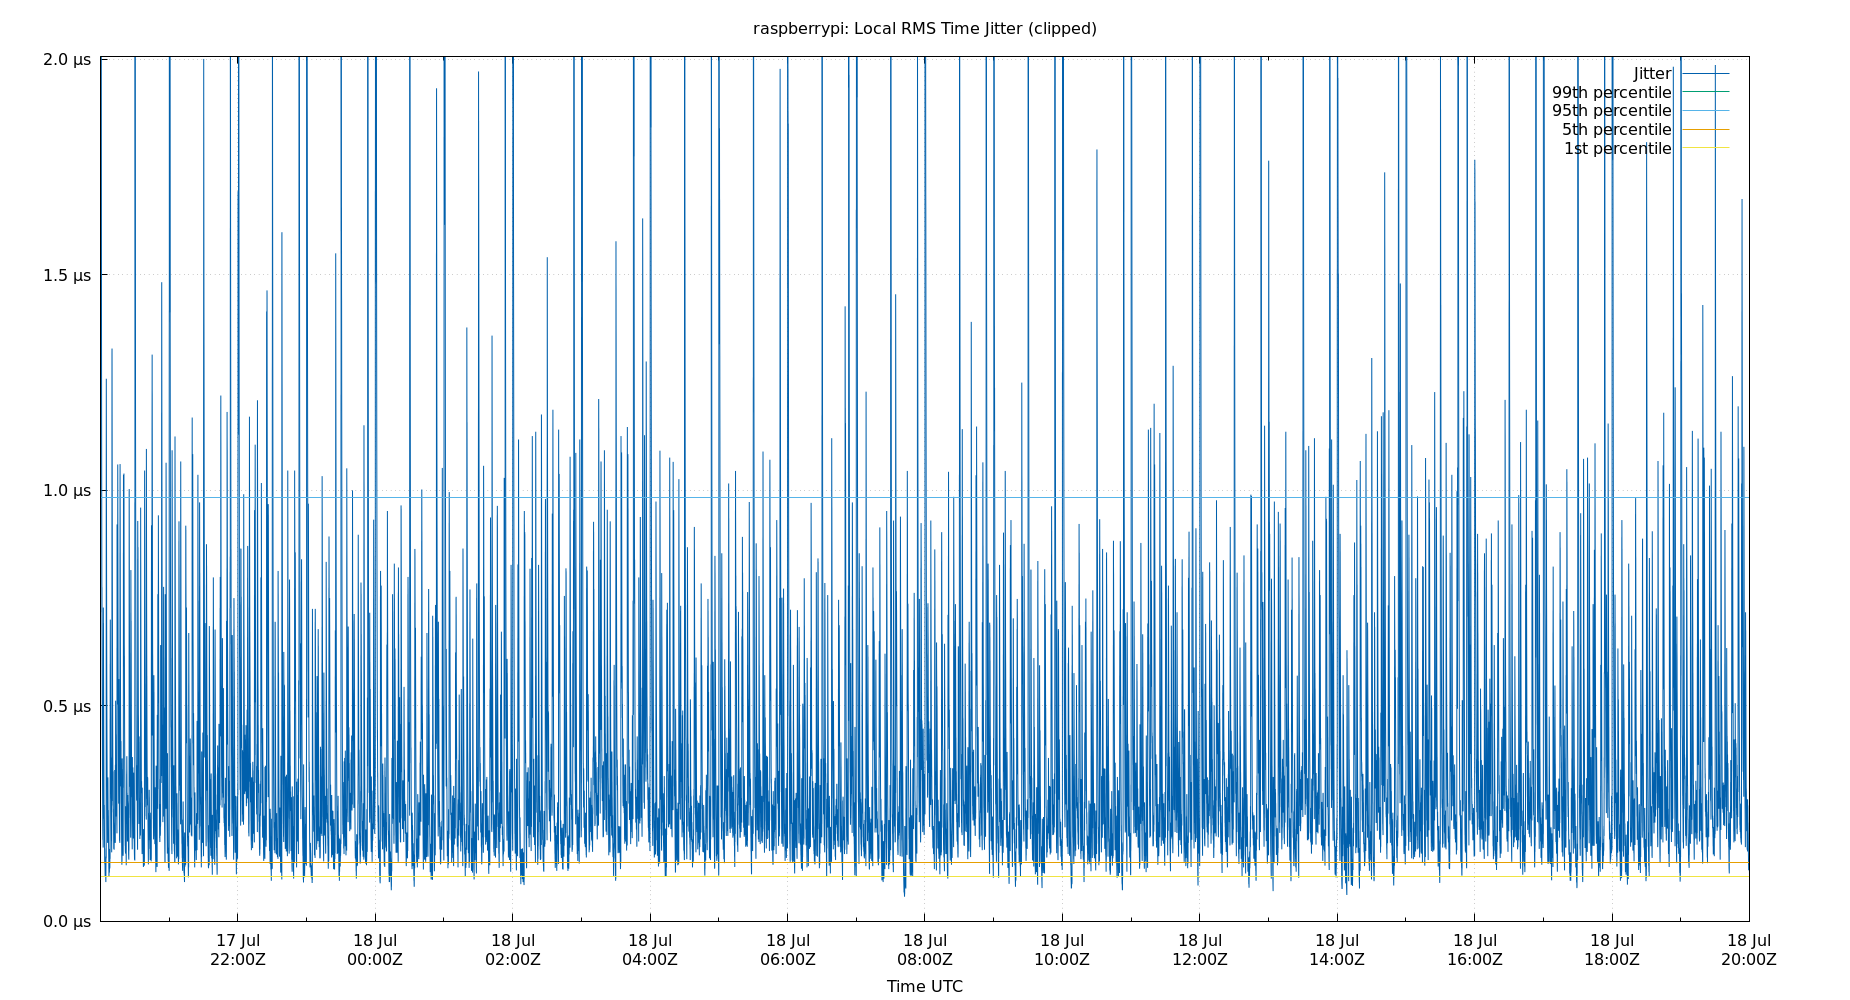 raspberrypi: Local RMS Time Jitter (clipped)
2.0 µs
1.5 µs
1.0 µs
0.5 µs
0.0 µs
Jitter
99th percentile
95th percentile
5th percentile
1st percentile
17 Jul 18 Jul 18 Jul 18 Jul 18 Jul 18 Jul 18 Jul 18 Jul 18 Jul 18 Jul 18 Jul 18 Jul
22:00Z 00:00Z 02:00Z 04:00Z 06:00Z 08:00Z 10:00Z 12:00Z 14:00Z 16:00Z 18:00Z 20:00Z
Time UTC